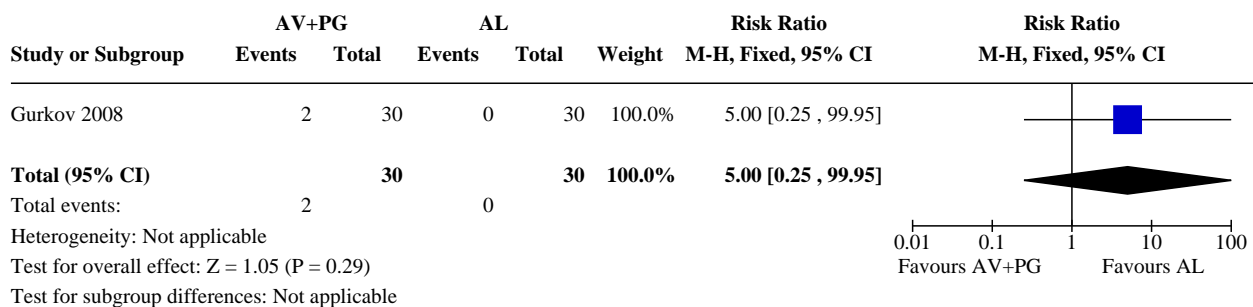 AV+PG AL Risk Ratio Risk Ratio
Study or Subgroup Events Total Events Total Weight M-H, Fixed, 95% CI M-H, Fixed, 95% CI
Gurkov 2008 2 30 0 30 100.0% 5.00 [0.25 , 99.95]
Total (95% CI) 30 30 100.0% 5.00 [0.25 , 99.95]
Total events: 2 0
Heterogeneity: Not applicable
Test for overall effect: Z = 1.05 (P = 0.29)
Test for subgroup differences: Not applicable
0.01 0.1 1 10 100
Favours AV+PG Favours AL